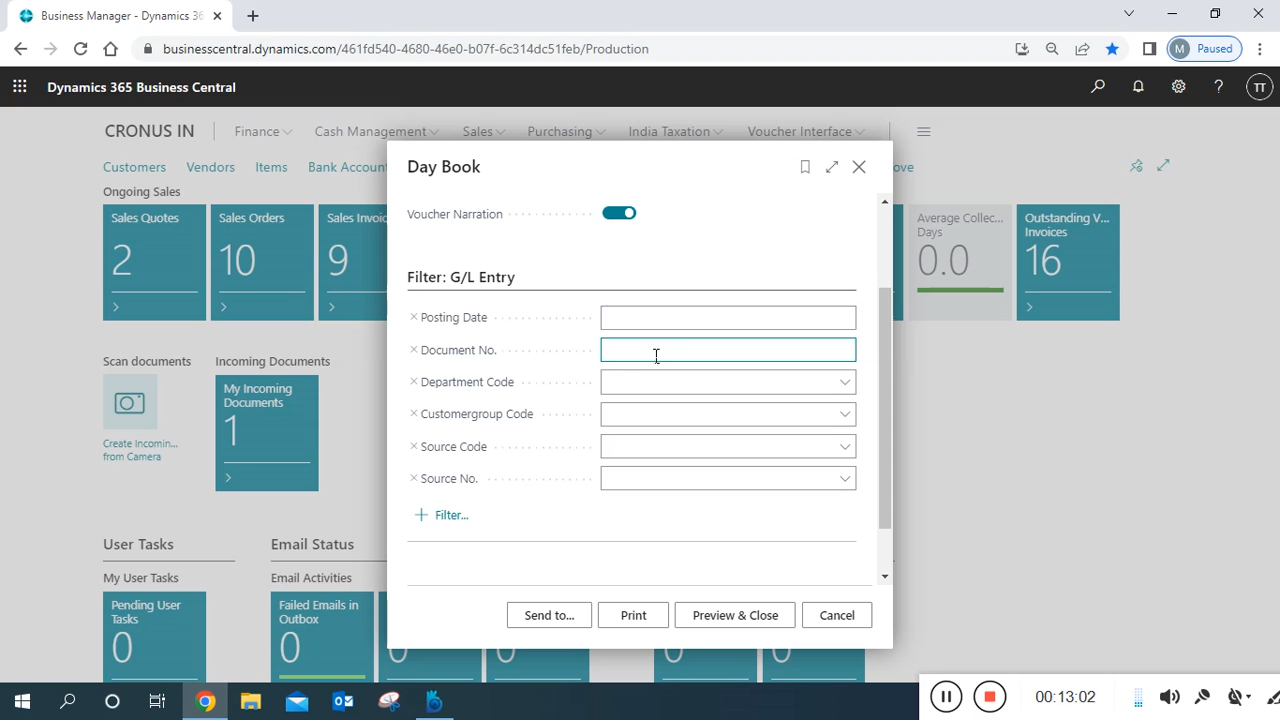 Business Manager - Dynamics 36
businesscentral.dynamics.com/461fd540-4680-46e0-b07f-6c314dc51feb/Production
M Paused
Dynamics 365 Business Central
TT
CRONUS IN Finance Cash Management Sales Purchasing India Taxation Voucher Interface
Customers Vendors Items Bank Account ove
Ongoing Sales
Sales Quotes
2
Sales Orders
10
Sales Invoic
9
Average Collec...
Days
0.0
Outstanding V...
Invoices
16
Day Book
Voucher Narration
Filter: G/L Entry
Posting Date
Document No.
Department Code
Customergroup Code
Source Code
Source No.
Filter...
Send to... Print Preview & Close Cancel
Scan documents
Create Incomin...
from Camera
Incoming Documents
My Incoming
Documents
1
User Tasks
My User Tasks
Pending User
Tasks
0
Email Status
Email Activities
Failed Emails in
Outbox
0
0
0
0
0
00:13:02